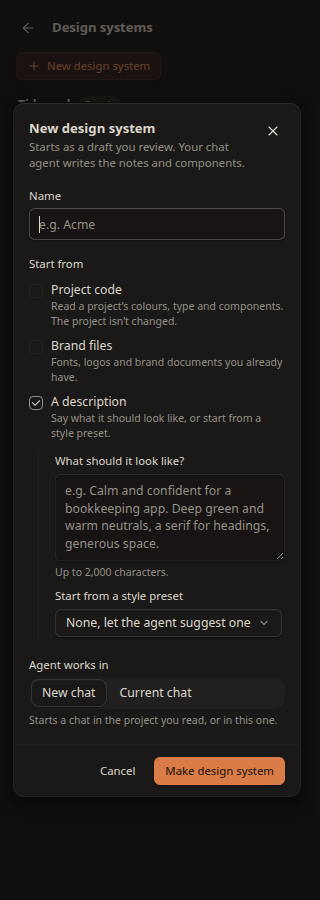 Design systems
New design system
New design system
Starts as a draft you review. Your chat
agent writes the notes and components.
Name
e.g. Acme
Start from
Project code
Read a project's colours, type and components.
The project isn't changed.
Brand files
Fonts, logos and brand documents you already
have.
A description
Say what it should look like, or start from a
style preset.
What should it look like?
e.g. Calm and confident for a
bookkeeping app. Deep green and
warm neutrals, a serif for headings,
generous space.
Up to 2,000 characters.
Start from a style preset
None, let the agent suggest one
Agent works in
New chat
Current chat
Starts a chat in the project you read, or in this one.
Cancel
Make design system